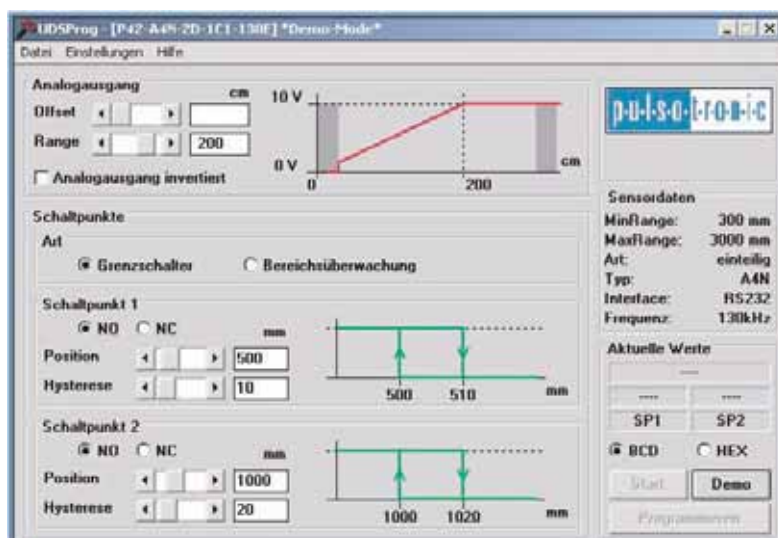 UDSProg - [P42-A4N-2D-1C1-130E] *Demo-Mode*
Datei Einstellungen Hilfe
Analogausgang
cm
Offset
Range 200
Analogausgang invertiert
10 V
0 V
0 200 cm
Schaltpunkte
Art
Grenzschalter Bereichsüberwachung
Schaltpunkt 1
NO NC mm
Position 500
Hysterese 10
500 510 mm
Schaltpunkt 2
NO NC mm
Position 1000
Hysterese 20
1000 1020 mm
p·u·l·s·o·t·r·o·n·i·c
Sensordaten
MinRange: 300 mm
MaxRange: 3000 mm
Art: einteilig
Typ: A4N
Interface: RS232
Frequenz: 130kHz
Aktuelle Werte
----
---- ----
SP1 SP2
BCD HEX
Start Demo
Programmieren